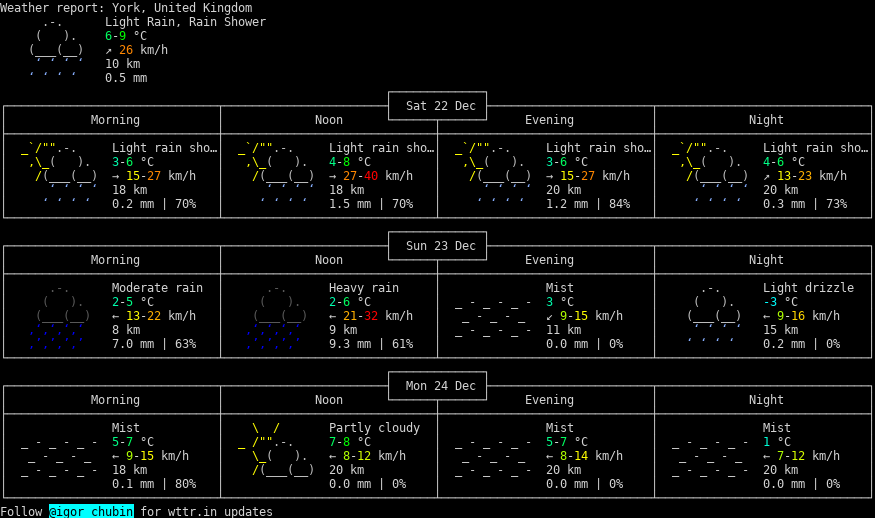 Weather report: York, United Kingdom
Light Rain, Rain Shower
6-9 °C
↗ 26 km/h
10 km
0.5 mm
Sat 22 Dec
Morning Noon Evening Night
Light rain sho… Light rain sho… Light rain sho… Light rain sho…
3-6 °C 4-8 °C 3-6 °C 4-6 °C
→ 15-27 km/h → 27-40 km/h → 15-27 km/h ↗ 13-23 km/h
18 km 18 km 20 km 20 km
0.2 mm | 70% 1.5 mm | 70% 1.2 mm | 84% 0.3 mm | 73%
Sun 23 Dec
Morning Noon Evening Night
Moderate rain Heavy rain Mist Light drizzle
2-5 °C 2-6 °C 3 °C -3 °C
← 13-22 km/h ← 21-32 km/h ↙ 9-15 km/h ← 9-16 km/h
8 km 9 km 11 km 15 km
7.0 mm | 63% 9.3 mm | 61% 0.0 mm | 0% 0.2 mm | 0%
Mon 24 Dec
Morning Noon Evening Night
Mist Partly cloudy Mist Mist
5-7 °C 7-8 °C 5-7 °C 1 °C
← 9-15 km/h ← 8-12 km/h ← 8-14 km/h ← 7-12 km/h
18 km 20 km 20 km 20 km
0.1 mm | 80% 0.0 mm | 0% 0.0 mm | 0% 0.0 mm | 0%
Follow @igor_chubin for wttr.in updates